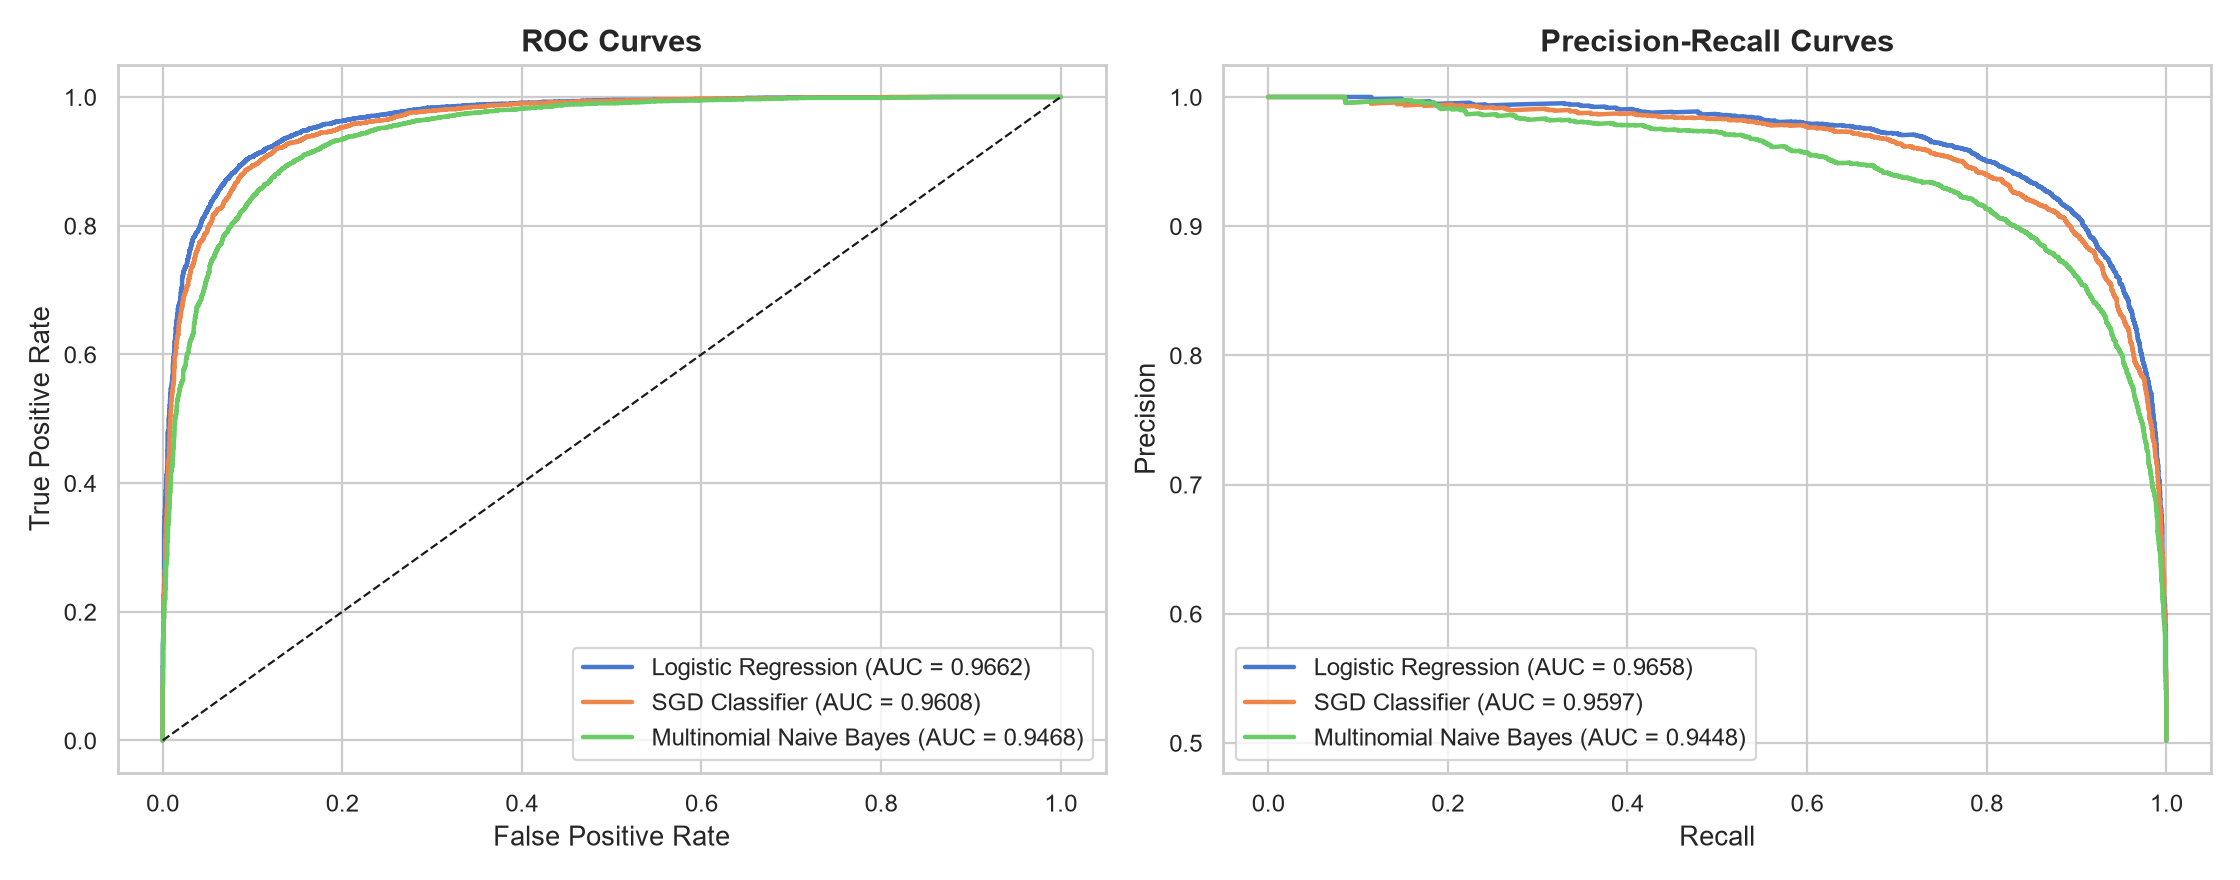 ROC Curves
True Positive Rate
1.0
0.8
0.6
0.4
0.2
0.0
Logistic Regression (AUC = 0.9662)
SGD Classifier (AUC = 0.9608)
Multinomial Naive Bayes (AUC = 0.9468)
0.0 0.2 0.4 0.6 0.8 1.0
False Positive Rate
Precision-Recall Curves
Precision
1.0
0.9
0.8
0.7
0.6
0.5
Logistic Regression (AUC = 0.9658)
SGD Classifier (AUC = 0.9597)
Multinomial Naive Bayes (AUC = 0.9448)
0.0 0.2 0.4 0.6 0.8 1.0
Recall